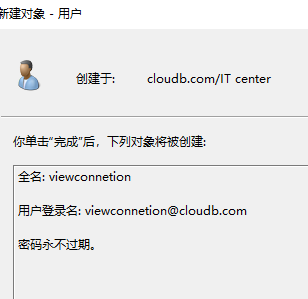 新建对象 - 用户
创建于: cloudb.com/IT center
你单击“完成”后，下列对象将被创建:
全名: viewconnetion
用户登录名: viewconnetion@cloudb.com
密码永不过期。